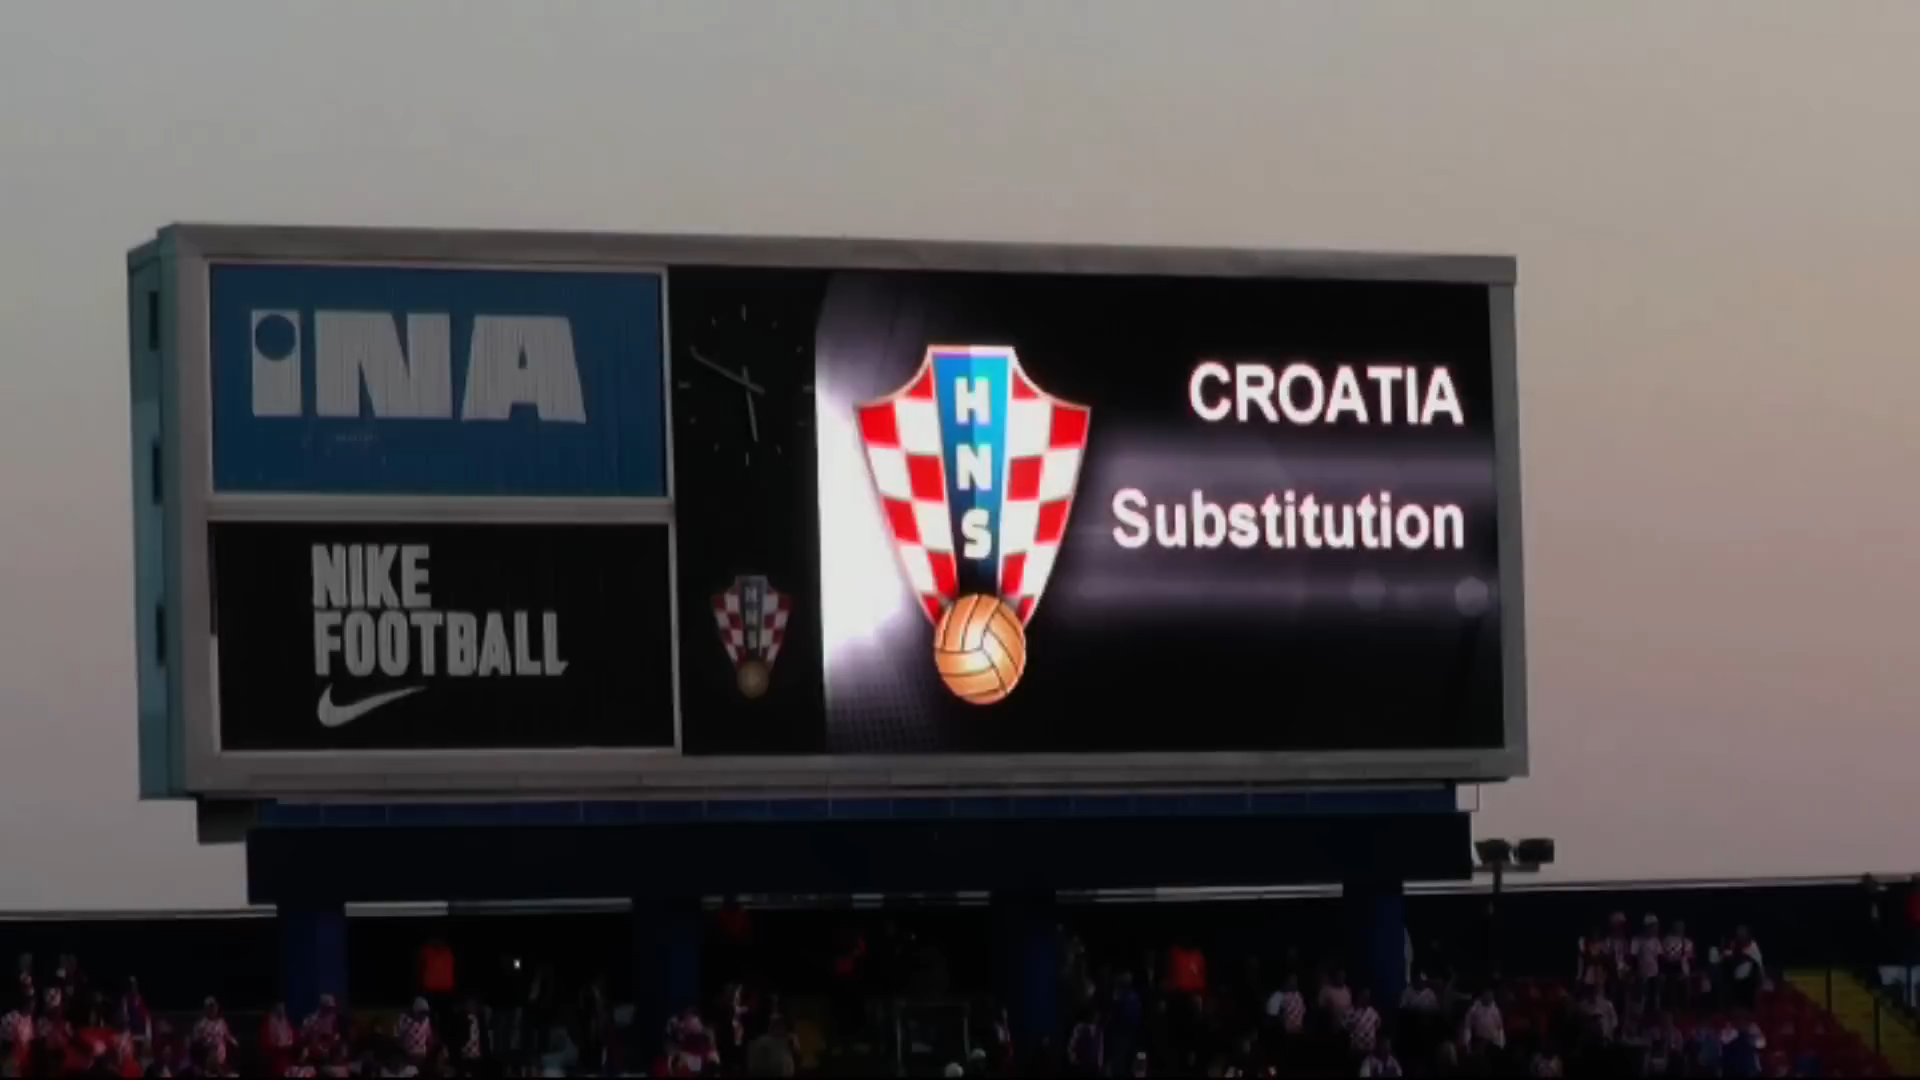 iNA
NIKE
FOOTBALL
HNS
H
N
S
CROATIA
Substitution